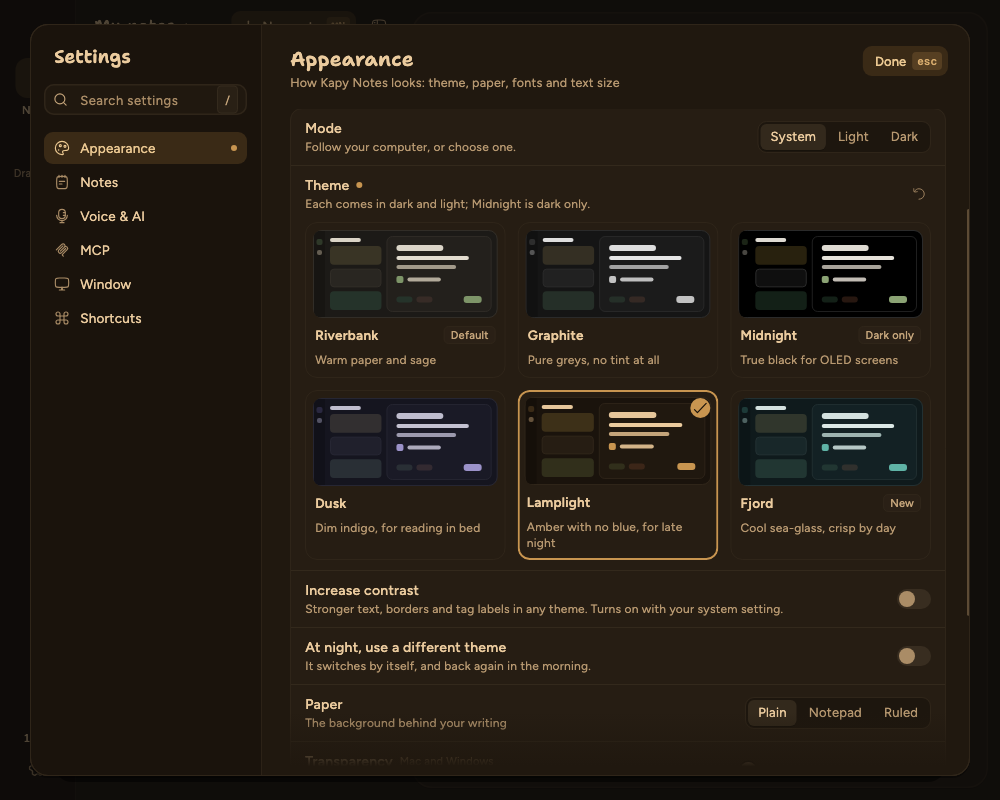 My notes
Settings
Search settings /
Appearance
Notes
Voice & AI
MCP
Window
Shortcuts
Appearance
How Kapy Notes looks: theme, paper, fonts and text size
Done esc
Mode
Follow your computer, or choose one.
System Light Dark
Theme
Each comes in dark and light; Midnight is dark only.
Riverbank Default
Warm paper and sage
Graphite
Pure greys, no tint at all
Midnight Dark only
True black for OLED screens
Dusk
Dim indigo, for reading in bed
Lamplight
Amber with no blue, for late
night
Fjord New
Cool sea-glass, crisp by day
Increase contrast
Stronger text, borders and tag labels in any theme. Turns on with your system setting.
At night, use a different theme
It switches by itself, and back again in the morning.
Paper
The background behind your writing
Plain Notepad Ruled
Transparency Mac and Windows